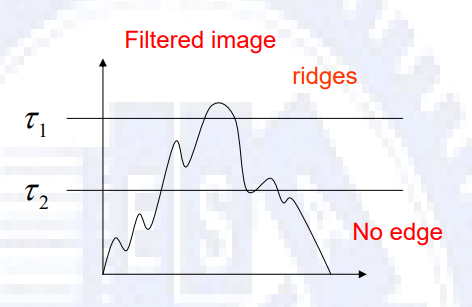 Filtered image
ridges
τ1
τ2
No edge